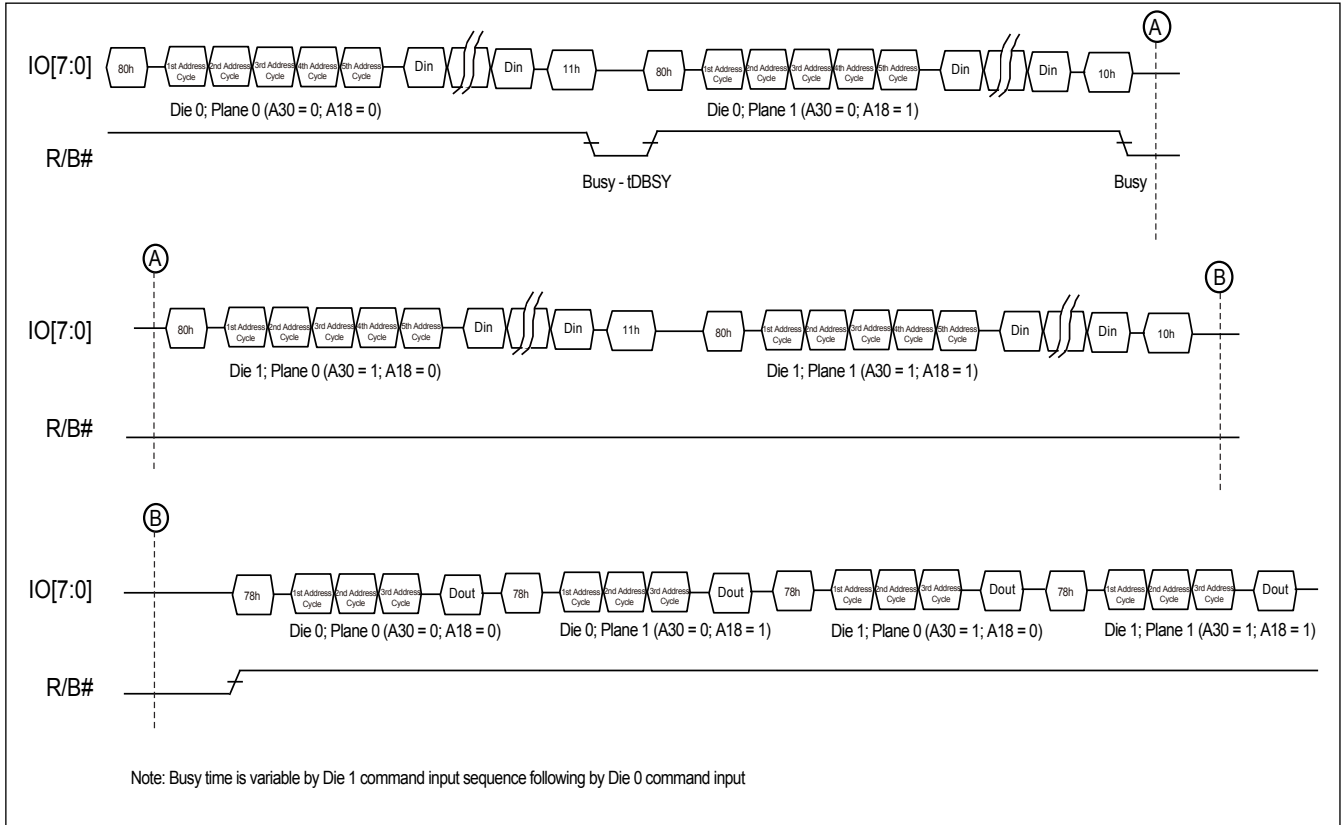 A
IO[7:0] 80h 1st Address Cycle 2nd Address Cycle 3rd Address Cycle 4th Address Cycle 5th Address Cycle Din Din 11h 80h 1st Address Cycle 2nd Address Cycle 3rd Address Cycle 4th Address Cycle 5th Address Cycle Din Din 10h
Die 0; Plane 0 (A30 = 0; A18 = 0) Die 0; Plane 1 (A30 = 0; A18 = 1)
R/B#
Busy - tDBSY Busy
A B
IO[7:0] 80h 1st Address Cycle 2nd Address Cycle 3rd Address Cycle 4th Address Cycle 5th Address Cycle Din Din 11h 80h 1st Address Cycle 2nd Address Cycle 3rd Address Cycle 4th Address Cycle 5th Address Cycle Din Din 10h
Die 1; Plane 0 (A30 = 1; A18 = 0) Die 1; Plane 1 (A30 = 1; A18 = 1)
R/B#
B
IO[7:0] 78h 1st Address Cycle 2nd Address Cycle 3rd Address Cycle Dout 78h 1st Address Cycle 2nd Address Cycle 3rd Address Cycle Dout 78h 1st Address Cycle 2nd Address Cycle 3rd Address Cycle Dout 78h 1st Address Cycle 2nd Address Cycle 3rd Address Cycle Dout
Die 0; Plane 0 (A30 = 0; A18 = 0) Die 0; Plane 1 (A30 = 0; A18 = 1) Die 1; Plane 0 (A30 = 1; A18 = 0) Die 1; Plane 1 (A30 = 1; A18 = 1)
R/B#
Note: Busy time is variable by Die 1 command input sequence following by Die 0 command input